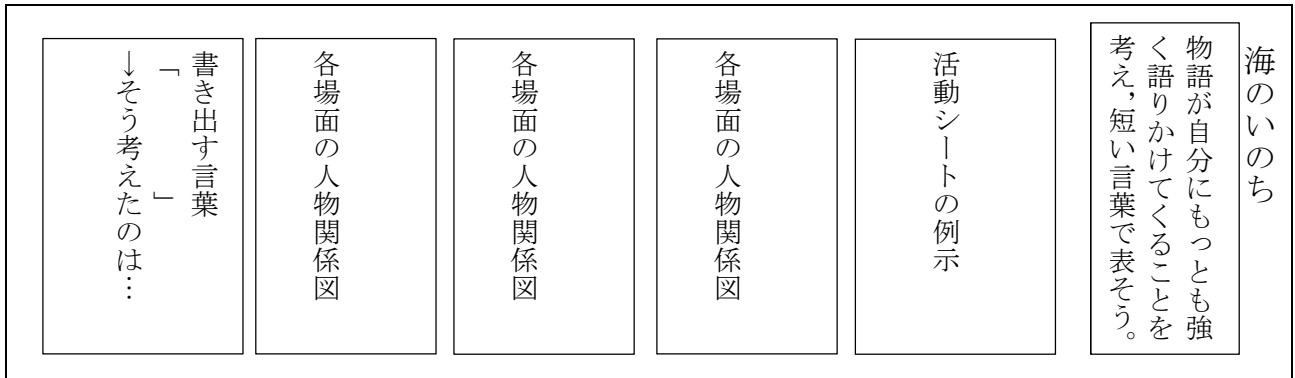 海のいのち
物語が自分にもっとも強
く語りかけてくることを
考え，短い言葉で表そう。
活動シートの例示
各場面の人物関係図
各場面の人物関係図
各場面の人物関係図
書き出す言葉
「　　　」
→そう考えたのは…